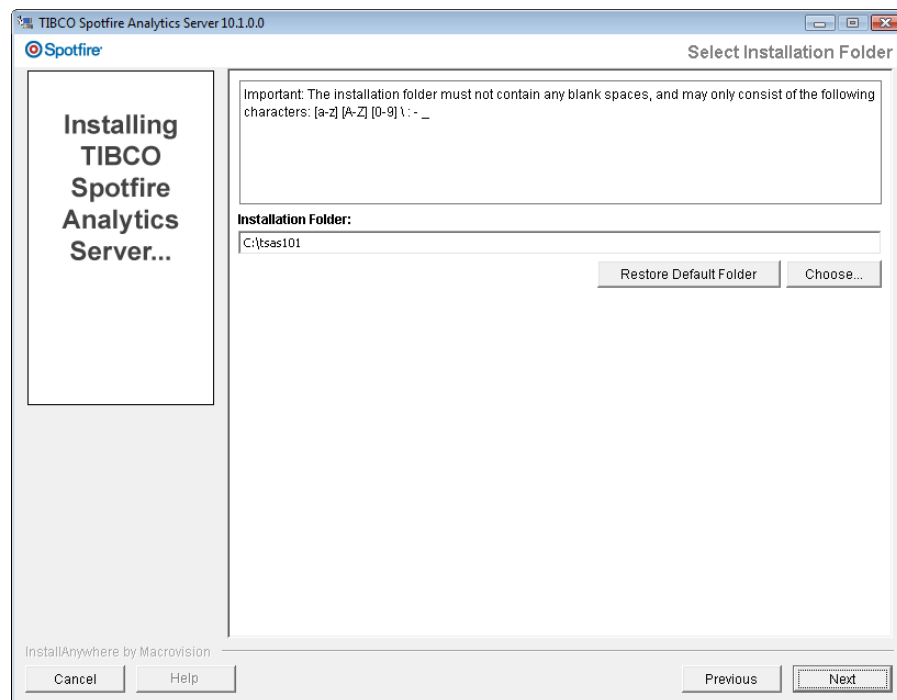 TIBCO Spotfire Analytics Server 10.1.0.0
Spotfire
Select Installation Folder
Installing
TIBCO
Spotfire
Analytics
Server...
Important: The installation folder must not contain any blank spaces, and may only consist of the following
characters: [a-z] [A-Z] [0-9] \ : - _
Installation Folder:
C:\tsas101
Restore Default Folder
Choose...
InstallAnywhere by Macrovision
Cancel
Help
Previous
Next